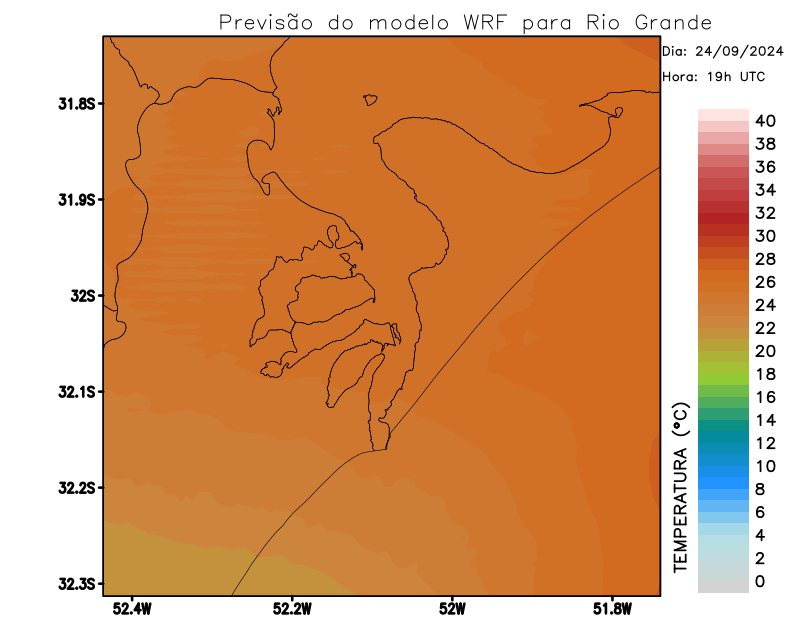 Previsão do modelo WRF para Rio Grande
Dia: 24/09/2024
Hora: 19h UTC
31.8S
31.9S
32S
32.1S
32.2S
32.3S
52.4W
52.2W
52W
51.8W
TEMPERATURA (°C)
40
38
36
34
32
30
28
26
24
22
20
18
16
14
12
10
8
6
4
2
0